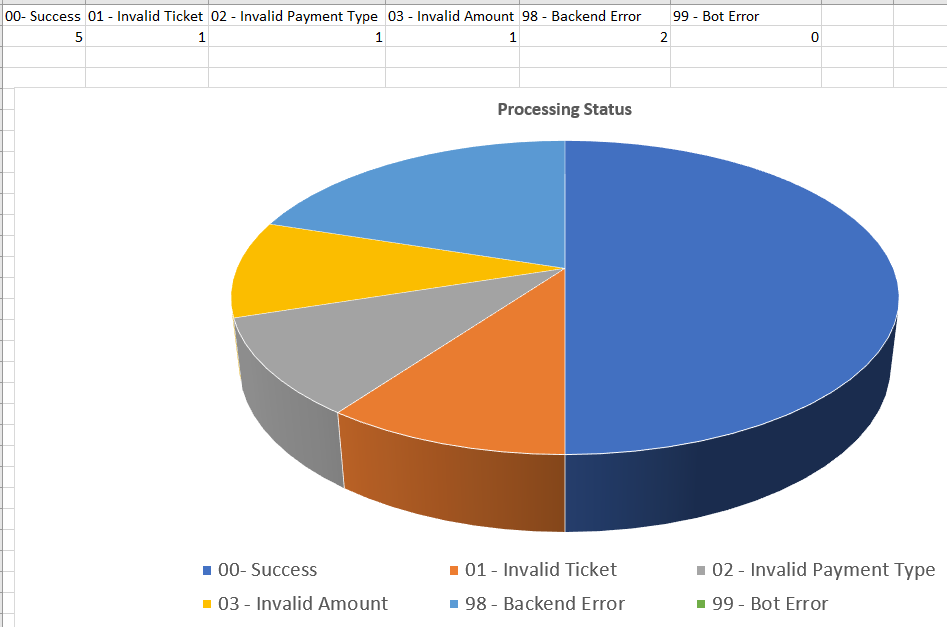 00- Success 01 - Invalid Ticket 02 - Invalid Payment Type 03 - Invalid Amount 98 - Backend Error 99 - Bot Error
5 1 1 1 2 0
Processing Status
00- Success 01 - Invalid Ticket 02 - Invalid Payment Type
03 - Invalid Amount 98 - Backend Error 99 - Bot Error